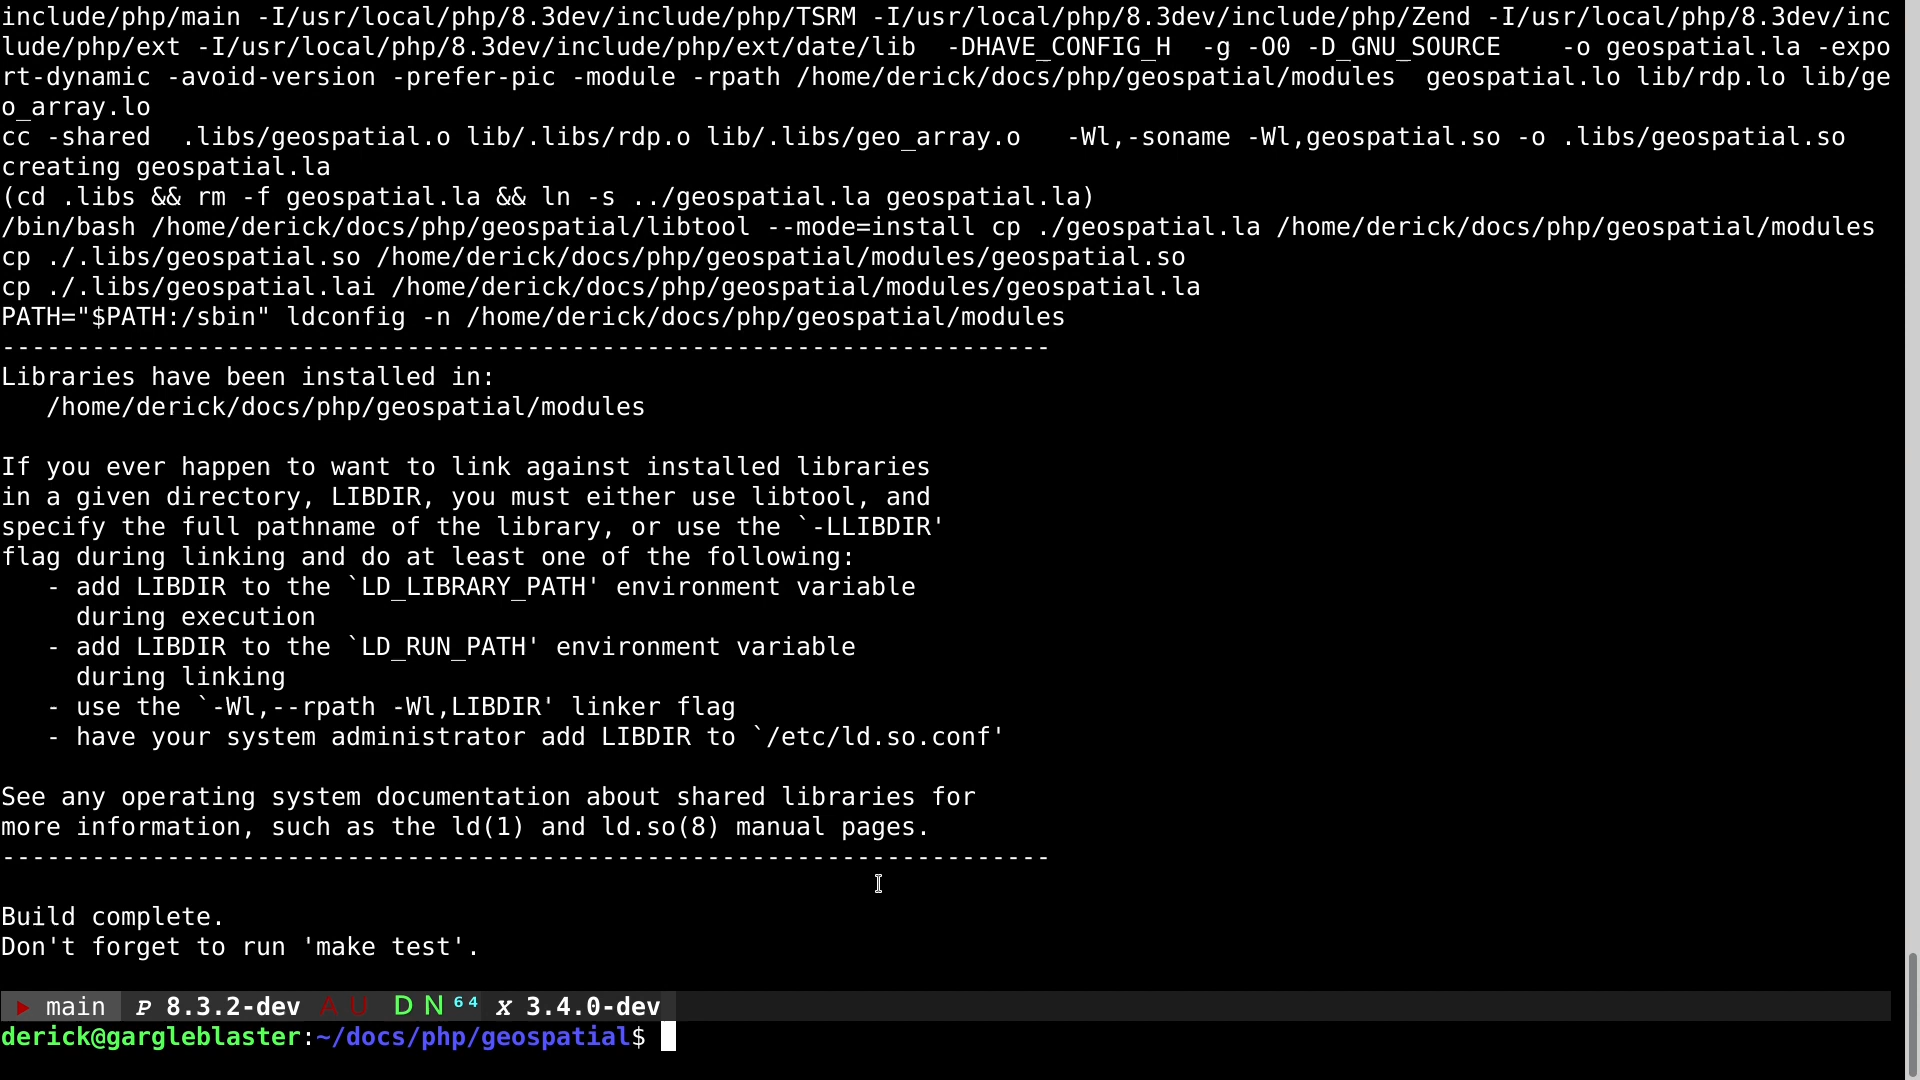 include/php/main -I/usr/local/php/8.3dev/include/php/TSRM -I/usr/local/php/8.3dev/include/php/Zend -I/usr/local/php/8.3dev/inc
lude/php/ext -I/usr/local/php/8.3dev/include/php/ext/date/lib  -DHAVE_CONFIG_H  -g -O0 -D_GNU_SOURCE    -o geospatial.la -expo
rt-dynamic -avoid-version -prefer-pic -module -rpath /home/derick/docs/php/geospatial/modules  geospatial.lo lib/rdp.lo lib/ge
o_array.lo
cc -shared  .libs/geospatial.o lib/.libs/rdp.o lib/.libs/geo_array.o   -Wl,-soname -Wl,geospatial.so -o .libs/geospatial.so
creating geospatial.la
(cd .libs && rm -f geospatial.la && ln -s ../geospatial.la geospatial.la)
/bin/bash /home/derick/docs/php/geospatial/libtool --mode=install cp ./geospatial.la /home/derick/docs/php/geospatial/modules
cp ./.libs/geospatial.so /home/derick/docs/php/geospatial/modules/geospatial.so
cp ./.libs/geospatial.lai /home/derick/docs/php/geospatial/modules/geospatial.la
PATH="$PATH:/sbin" ldconfig -n /home/derick/docs/php/geospatial/modules
----------------------------------------------------------------------
Libraries have been installed in:
   /home/derick/docs/php/geospatial/modules

If you ever happen to want to link against installed libraries
in a given directory, LIBDIR, you must either use libtool, and
specify the full pathname of the library, or use the `-LLIBDIR'
flag during linking and do at least one of the following:
   - add LIBDIR to the `LD_LIBRARY_PATH' environment variable
     during execution
   - add LIBDIR to the `LD_RUN_PATH' environment variable
     during linking
   - use the `-Wl,--rpath -Wl,LIBDIR' linker flag
   - have your system administrator add LIBDIR to `/etc/ld.so.conf'

See any operating system documentation about shared libraries for
more information, such as the ld(1) and ld.so(8) manual pages.
----------------------------------------------------------------------

Build complete.
Don't forget to run 'make test'.

▶ main P 8.3.2-dev A U D N 64 X 3.4.0-dev
derick@gargleblaster:~/docs/php/geospatial$